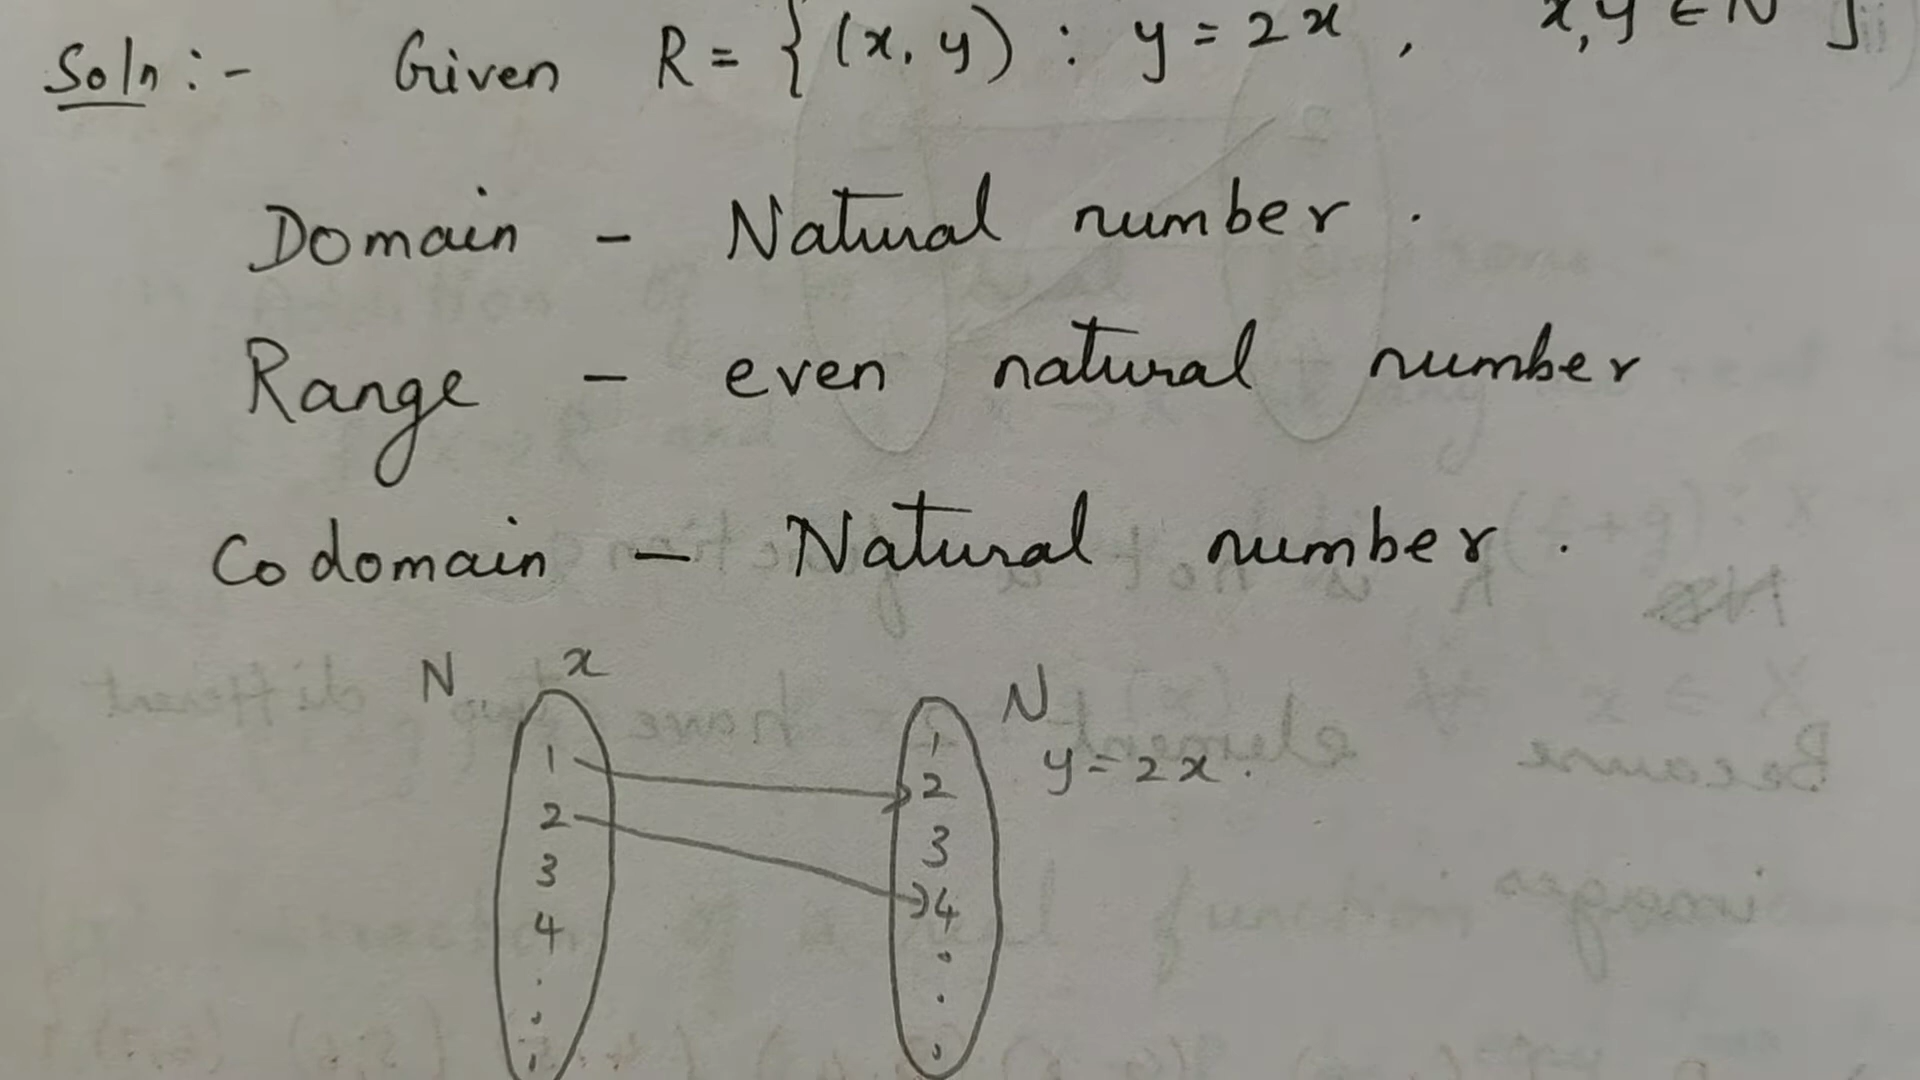 Soln :- Given R = { (x, y) : y = 2x , x, y ∈ N }
Domain - Natural number .
Range - even natural number
Codomain - Natural number .
N x N
1 1
y = 2x .
2 2
3 3
4 4